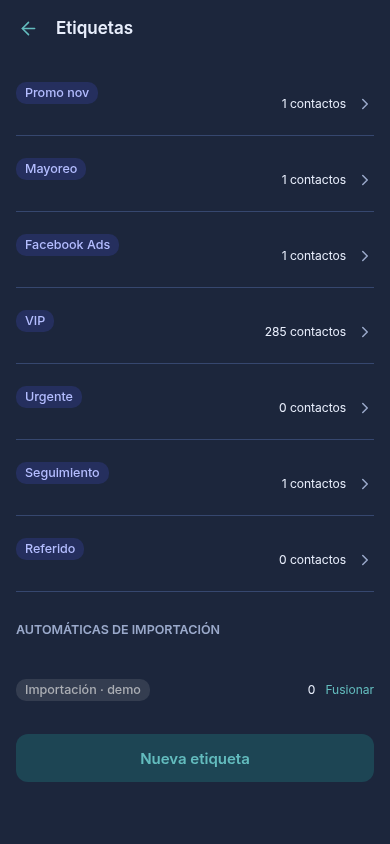 Etiquetas
Promo nov
1 contactos
Mayoreo
1 contactos
Facebook Ads
1 contactos
VIP
285 contactos
Urgente
0 contactos
Seguimiento
1 contactos
Referido
0 contactos
AUTOMÁTICAS DE IMPORTACIÓN
Importación · demo
0 Fusionar
Nueva etiqueta